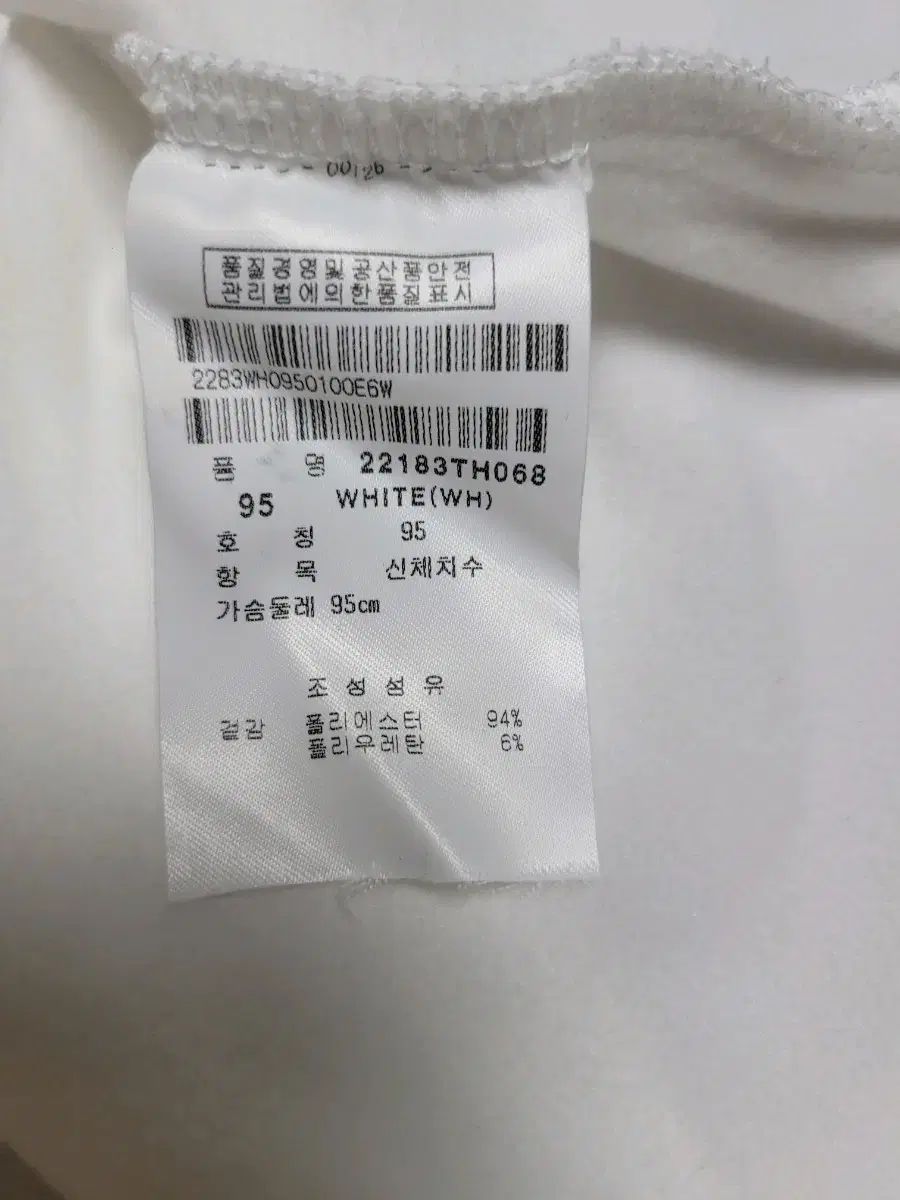 00126
품질경영및공산품안전
관리법에의한품질표시
2283WH0950100E6W
품 명 22183TH068
95 WHITE(WH)
호 칭 95
항 목 신체치수
가슴둘레 95cm
조성섬유
겉감 폴리에스터 94%
폴리우레탄 6%